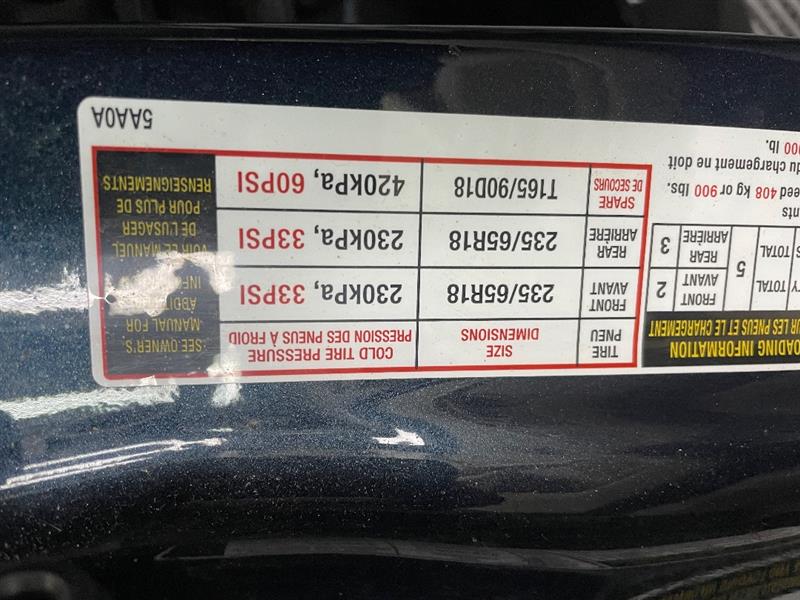 OADING INFORMATION
UR LES PNEUS ET LE CHARGEMENT
Y TOTAL 5 FRONT AVANT 2
S TOTAL REAR ARRIÈRE 3
nts
eed 408 kg or 900 lbs.
du chargement ne doit
900 lb.
TIRE PNEU
SIZE DIMENSIONS
COLD TIRE PRESSURE PRESSION DES PNEUS À FROID
FRONT AVANT 235/65R18 230kPa, 33PSI
REAR ARRIÈRE 235/65R18 230kPa, 33PSI
SPARE DE SECOURS T165/90D18 420kPa, 60PSI
SEE OWNER'S
MANUAL FOR
VOIR LE MANUEL
DE L'USAGER
POUR PLUS DE
RENSEIGNEMENTS
5AA0A